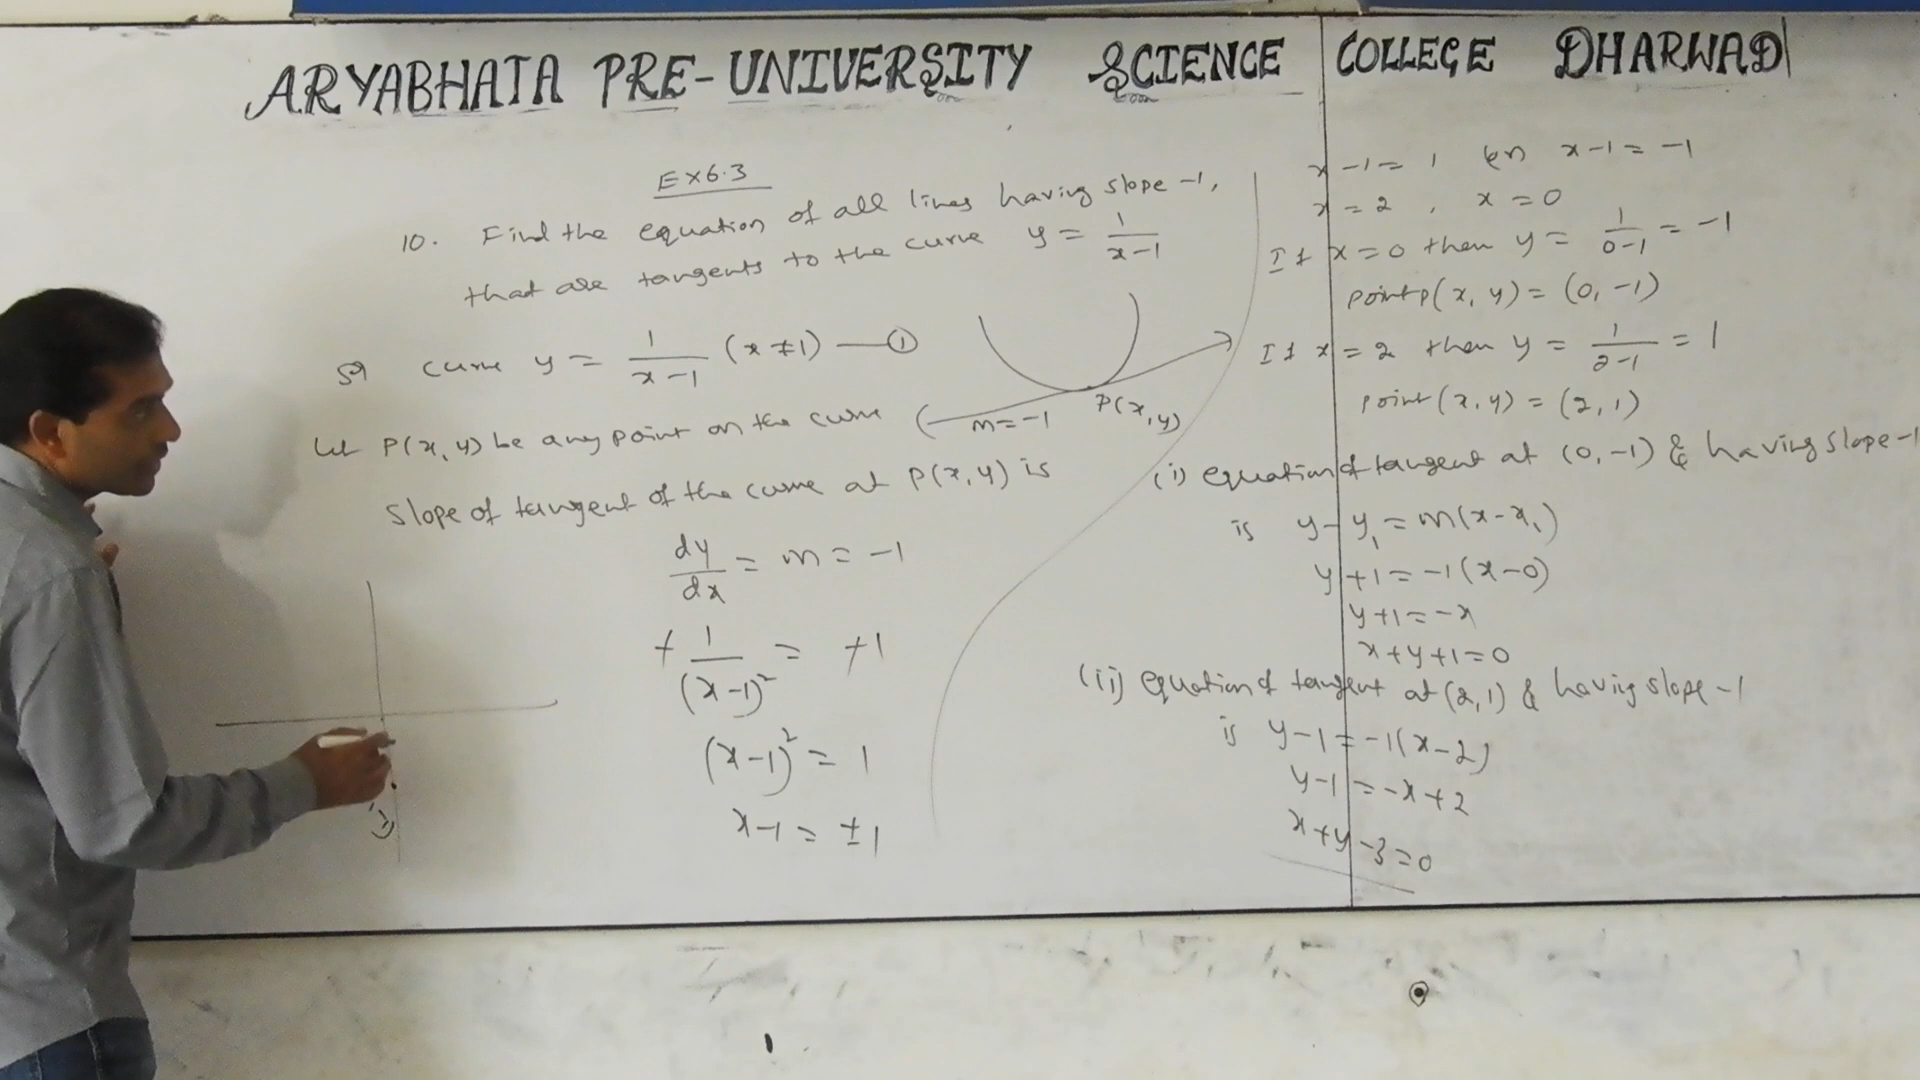 ARYABHATA PRE-UNIVERSITY SCIENCE COLLEGE DHARWAD
Ex 6.3
10. Find the equation of all lines having slope -1,
that are tangents to the curve y = 1/(x-1)
curve y = 1/(x-1) (x ≠ 1) — ①
Let P(x, y) be any point on the curve
m = -1
P(x, y)
Slope of tangent of the curve at P(x, y) is
dy/dx = m = -1
+ 1/(x-1)² = +1
(x-1)² = 1
x-1 = ±1
x-1 = 1 (or) x-1 = -1
x = 2, x = 0
If x = 0 then y = 1/(0-1) = -1
point P(x, y) = (0, -1)
If x = 2 then y = 1/(2-1) = 1
point (x, y) = (2, 1)
(i) equation of tangent at (0, -1) & having slope -1
is y - y₁ = m(x - x₁)
y + 1 = -1(x - 0)
y + 1 = -x
x + y + 1 = 0
(ii) equation of tangent at (2, 1) & having slope -1
is y - 1 = -1(x - 2)
y - 1 = -x + 2
x + y - 3 = 0